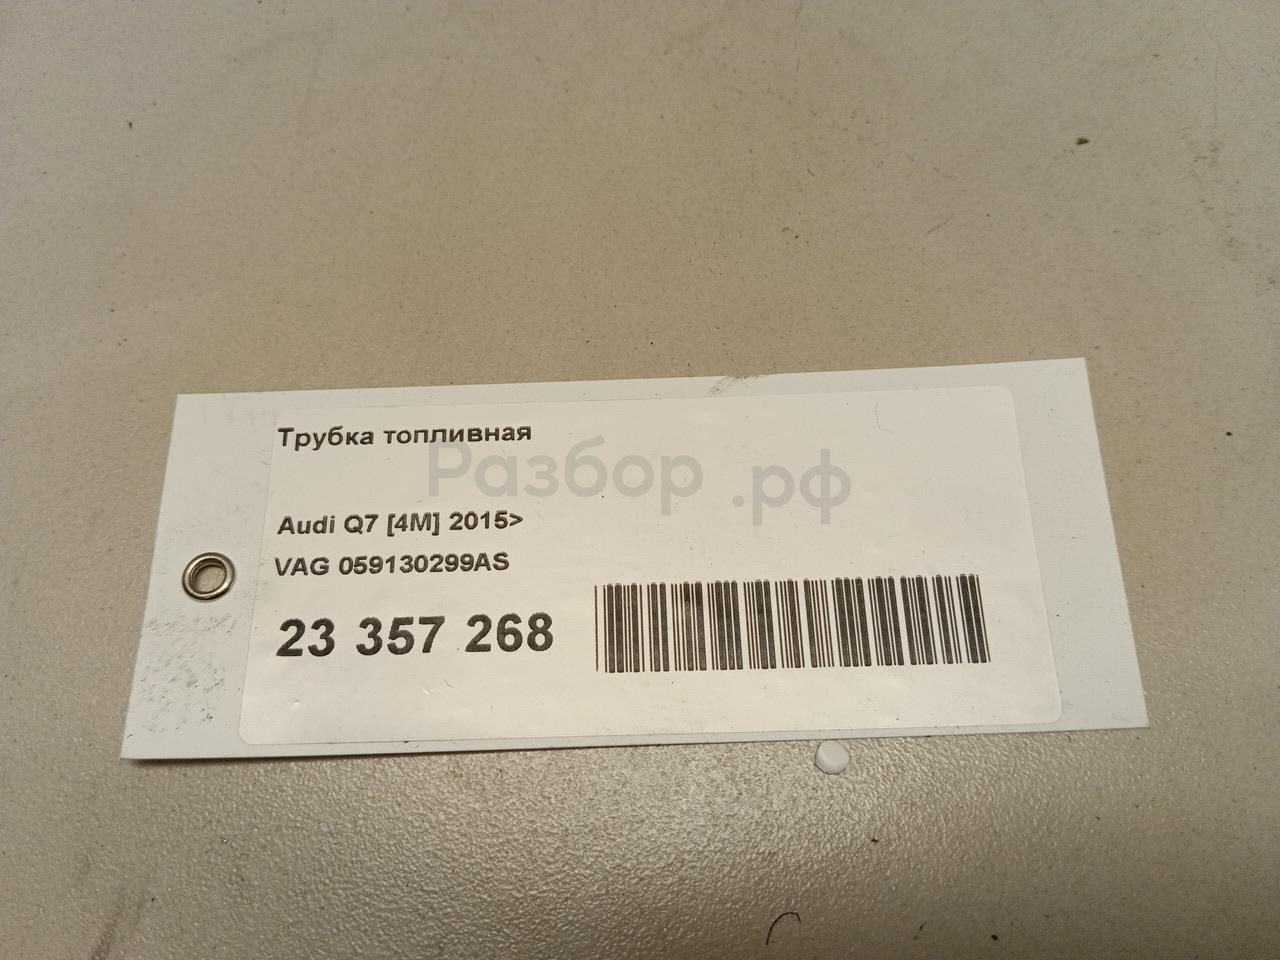 Трубка топливная
Разбор.рф
Audi Q7 [4M] 2015>
VAG 059130299AS
23 357 268